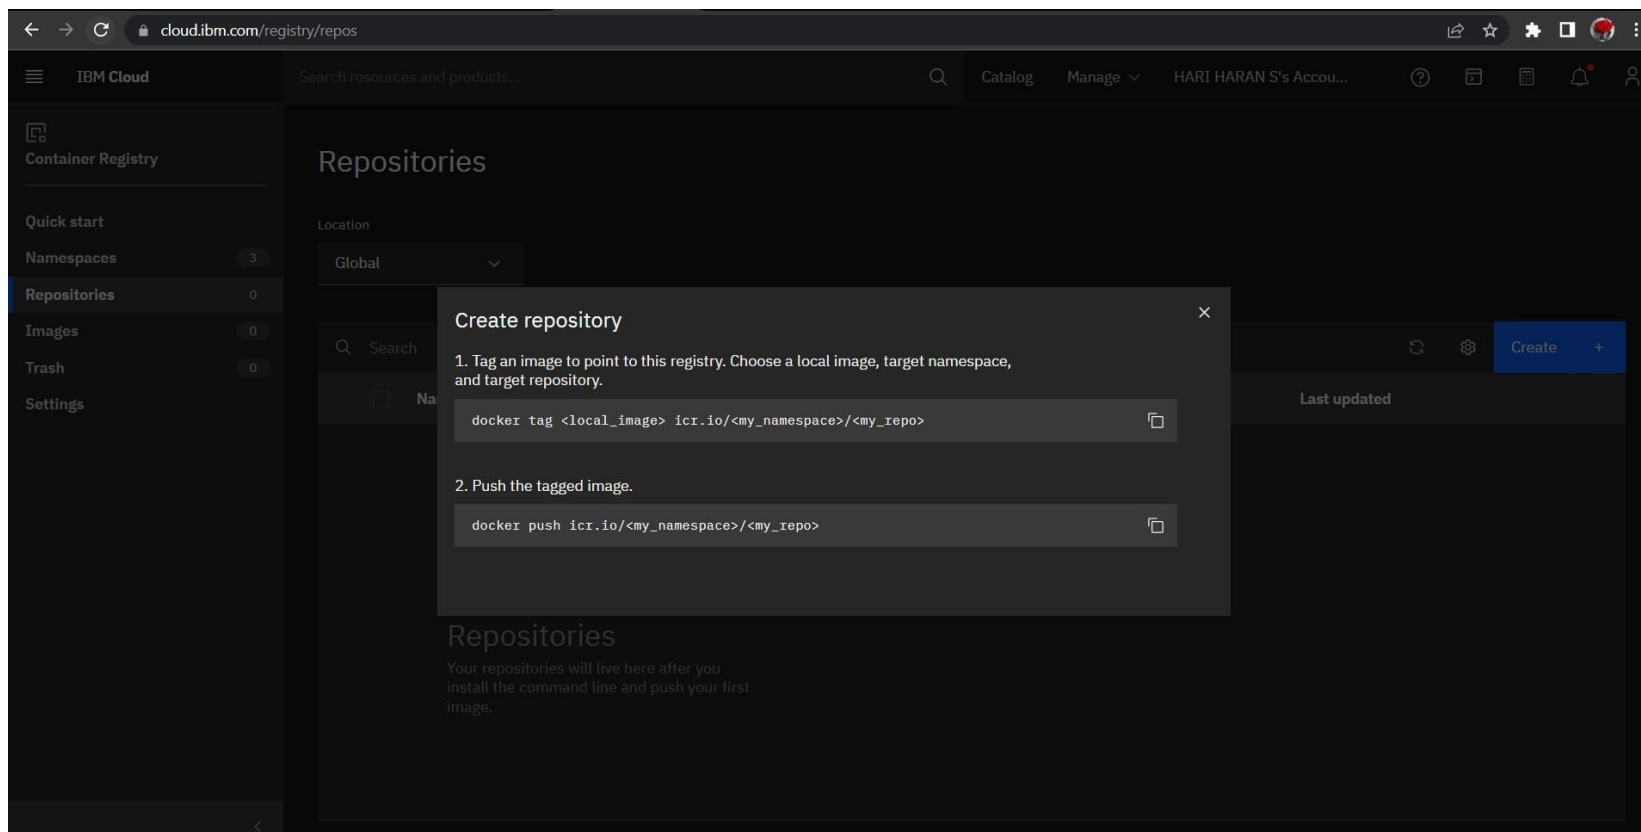 cloud.ibm.com/registry/repos
IBM Cloud
Search resources and products...
Catalog
Manage
HARI HARAN S's Accou...
Container Registry
Quick start
Namespaces 3
Repositories 0
Images 0
Trash 0
Settings
Repositories
Location
Global
Search
Create +
Na
Last updated
Create repository
1. Tag an image to point to this registry. Choose a local image, target namespace,
and target repository.
docker tag <local_image> icr.io/<my_namespace>/<my_repo>
2. Push the tagged image.
docker push icr.io/<my_namespace>/<my_repo>
Repositories
Your repositories will live here after you
install the command line and push your first
image.